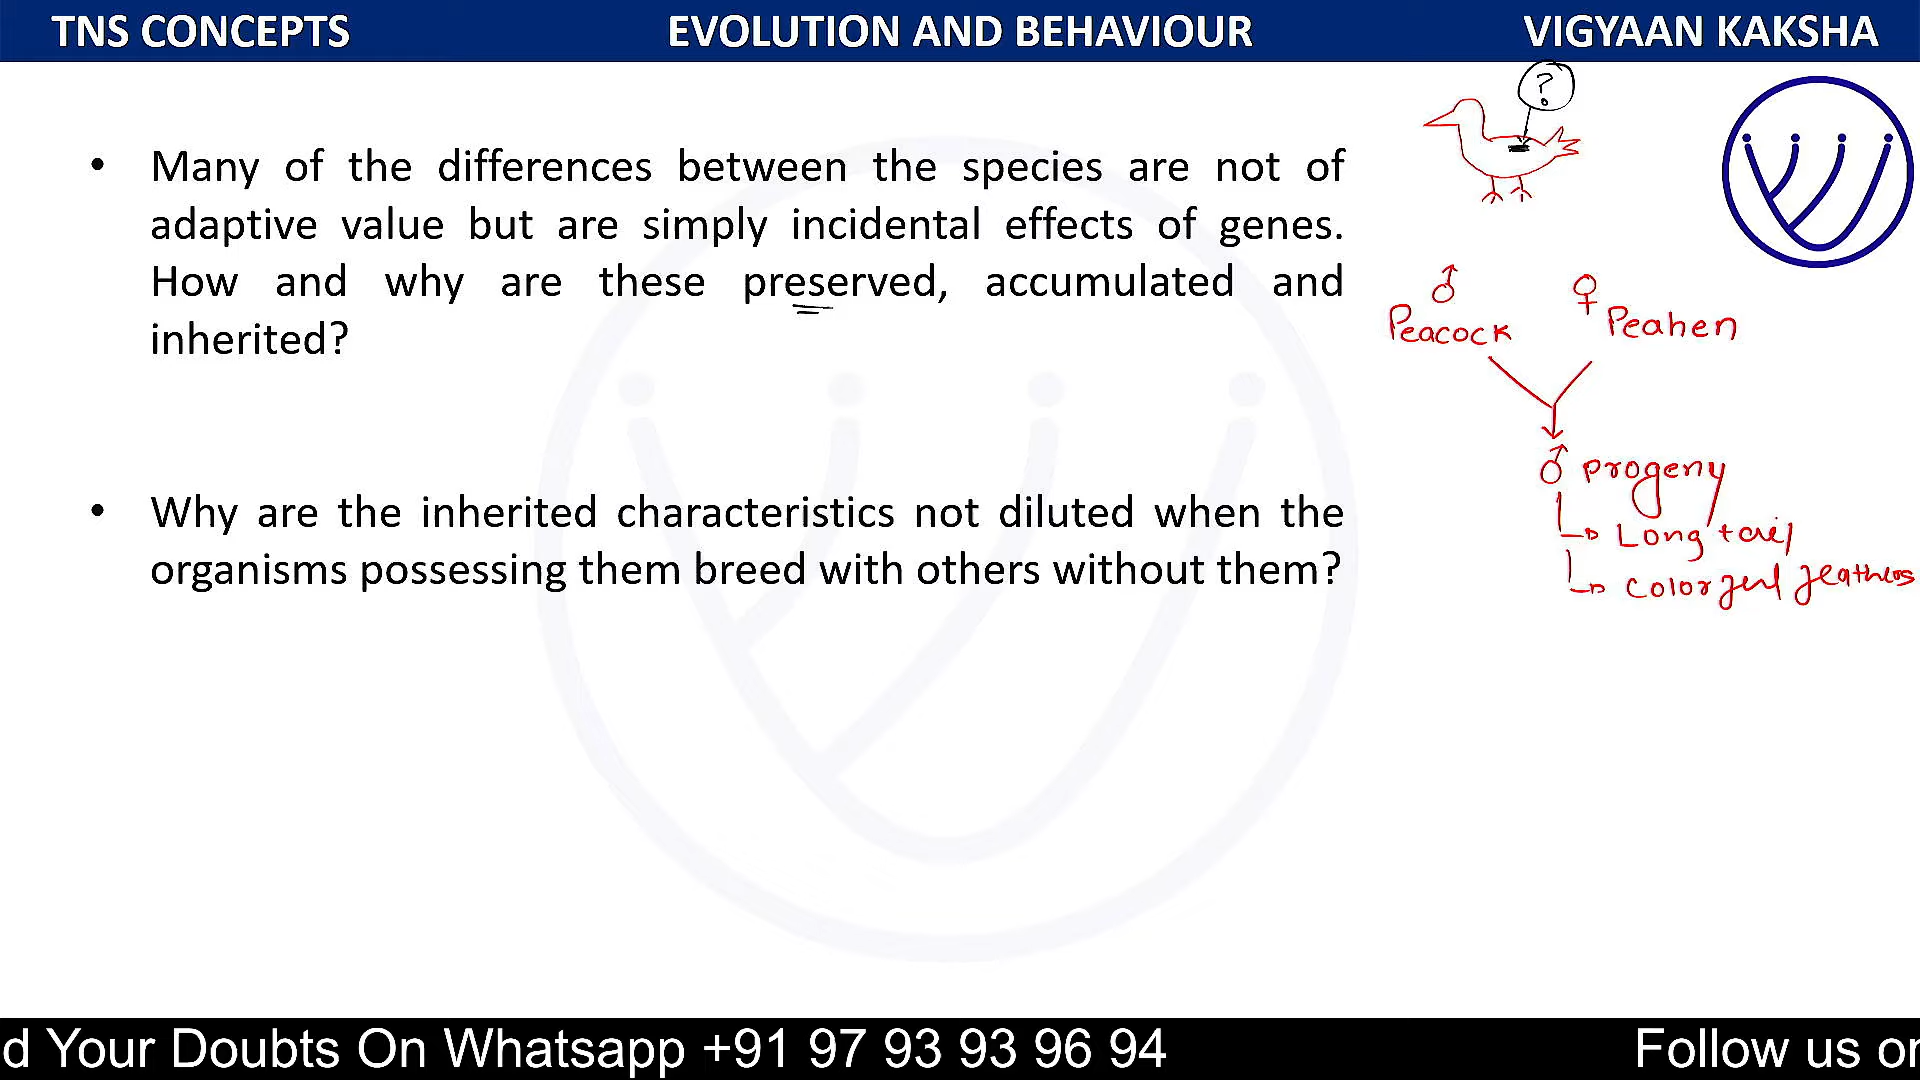 TNS CONCEPTS EVOLUTION AND BEHAVIOUR VIGYAAN KAKSHA
?
• Many of the differences between the species are not of
adaptive value but are simply incidental effects of genes.
How and why are these preserved, accumulated and
inherited?
♂ ♀
Peacock Peahen
♂ progeny
Long tail
Colorful feathers
• Why are the inherited characteristics not diluted when the
organisms possessing them breed with others without them?
d Your Doubts On Whatsapp +91 97 93 93 96 94 Follow us or